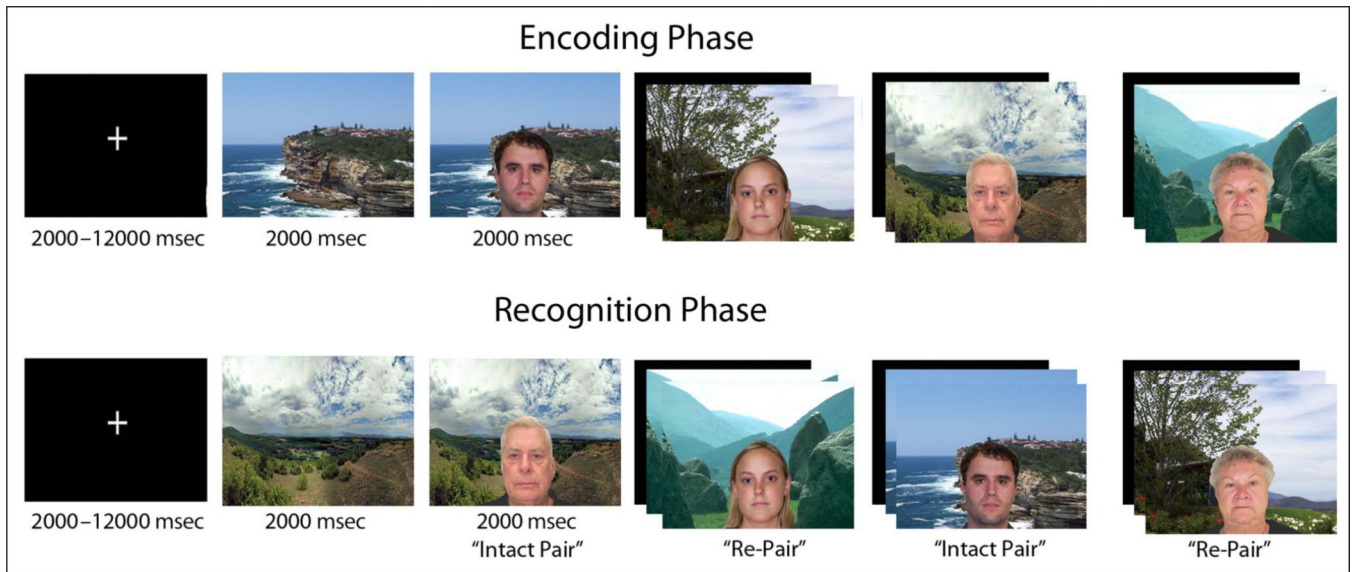 Encoding Phase
2000–12000 msec
2000 msec
2000 msec
Recognition Phase
2000–12000 msec
2000 msec
2000 msec
“Intact Pair”
“Re-Pair”
“Intact Pair”
“Re-Pair”